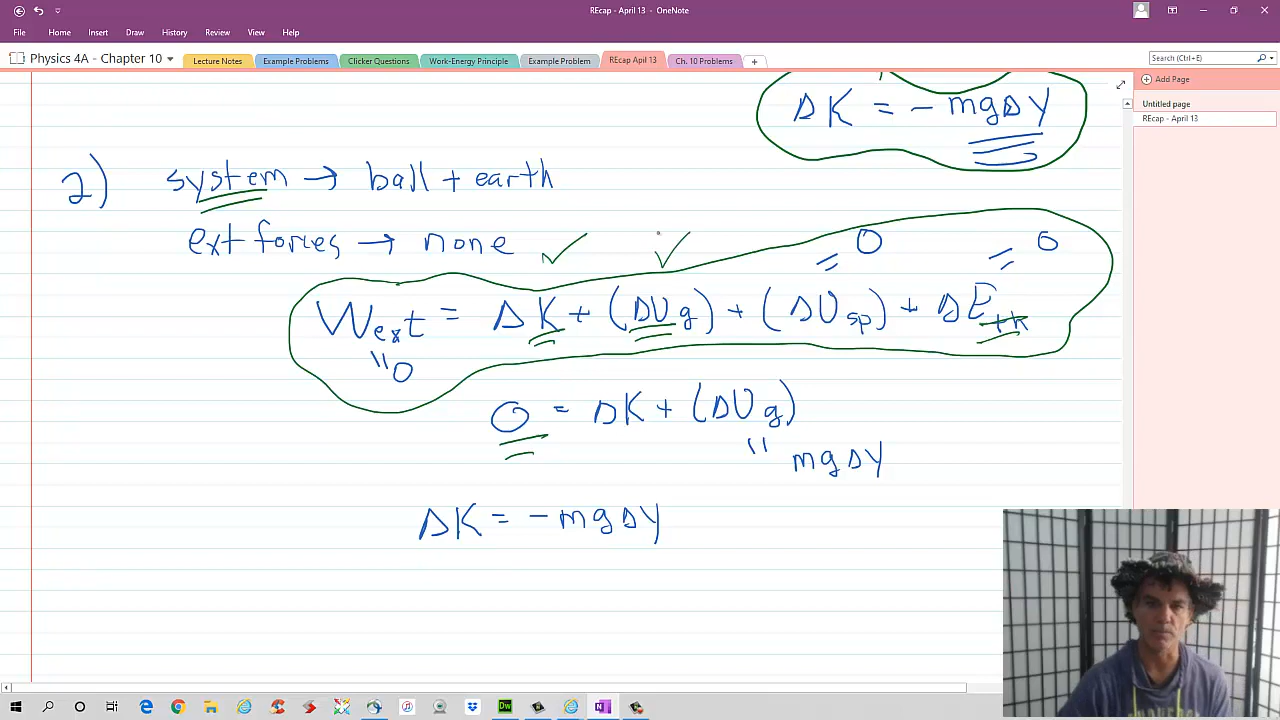 REcap - April 13 - OneNote
File Home Insert Draw History Review View Help
Physics 4A - Chapter 10
Lecture Notes Example Problems Clicker Questions Work-Energy Principle Example Problem REcap Apil 13 Ch. 10 Problems +
Search (Ctrl+E)
Add Page
Untitled page
REcap - April 13
ΔK = - mgΔy
2) system → ball + earth
ext forces → none ✓ ✓
= 0 = 0
Wext = ΔK + (ΔUg) + (ΔUsp) + ΔEth
" 0
0 = ΔK + (ΔUg)
" mgΔy
ΔK = - mgΔy
Dw